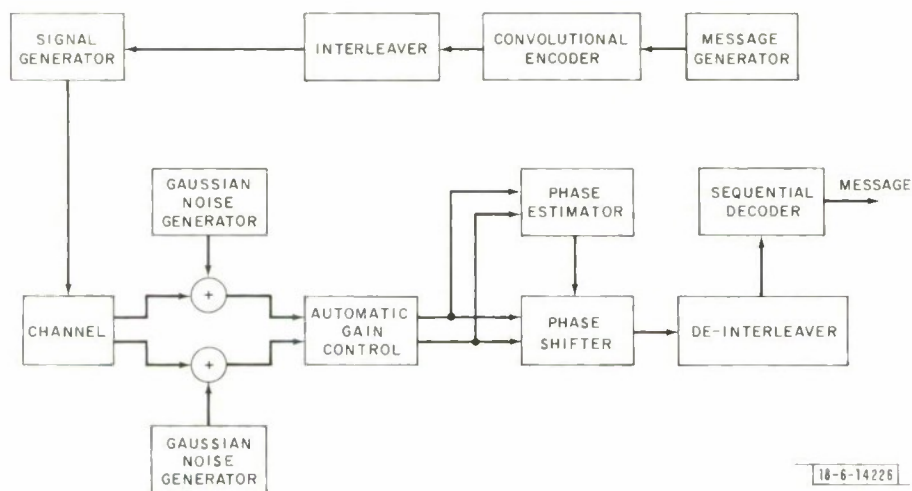 SIGNAL
GENERATOR
INTERLEAVER
CONVOLUTIONAL
ENCODER
MESSAGE
GENERATOR
GAUSSIAN
NOISE
GENERATOR
PHASE
ESTIMATOR
SEQUENTIAL
DECODER
MESSAGE
+
CHANNEL
AUTOMATIC
GAIN
CONTROL
PHASE
SHIFTER
DE-INTERLEAVER
+
GAUSSIAN
NOISE
GENERATOR
18-6-14226